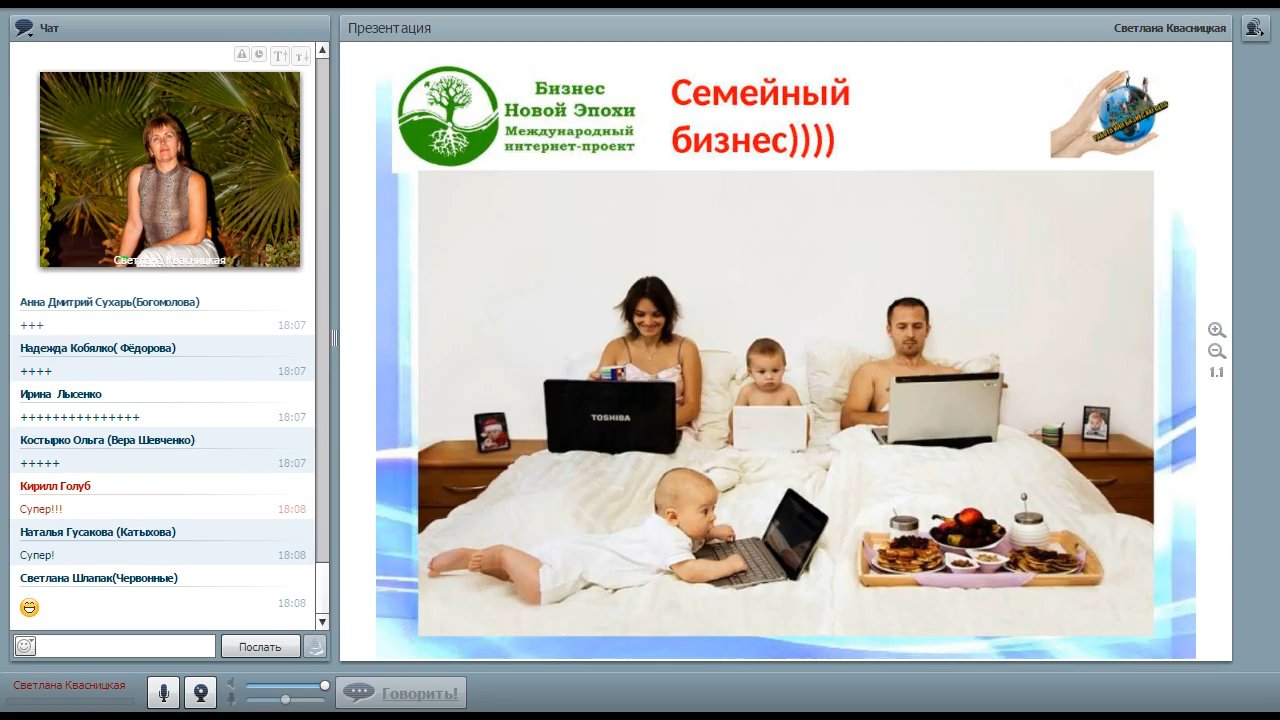 Чат
Презентация
Светлана Квасницкая
Светлана Квасницкая
Анна Дмитрий Сухарь(Богомолова)
+++ 18:07
Надежда Кобялко( Фёдорова)
++++ 18:07
Ирина Лысенко
+++++++++++++++ 18:07
Костырко Ольга (Вера Шевченко)
+++++ 18:07
Кирилл Голуб
Супер!!! 18:08
Наталья Гусакова (Катыхова)
Супер! 18:08
Светлана Шлапак(Червонные)
18:08
Послать
Светлана Квасницкая
Говорить!
Бизнес
Новой Эпохи
Международный
интернет-проект
Семейный
бизнес))))
TOSHIBA
1.1